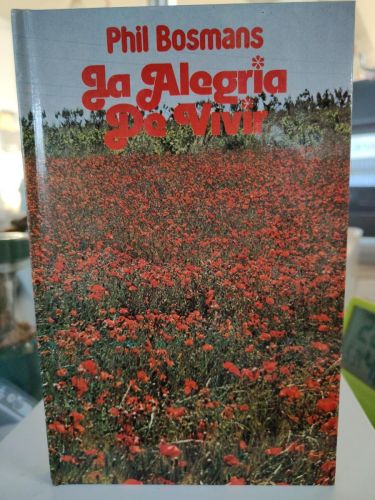 Phil Bosmans
La Alegria
De Vivir